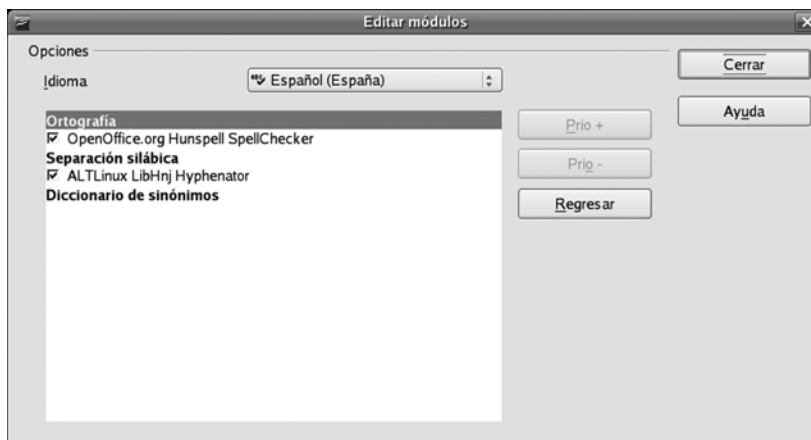 Editar módulos
Opciones
Idioma
Español (España)
Cerrar
Ayuda
Ortografía
OpenOffice.org Hunspell SpellChecker
Separación silábica
ALTLinux LibHnj Hyphenator
Diccionario de sinónimos
Prio +
Prio -
Regresar